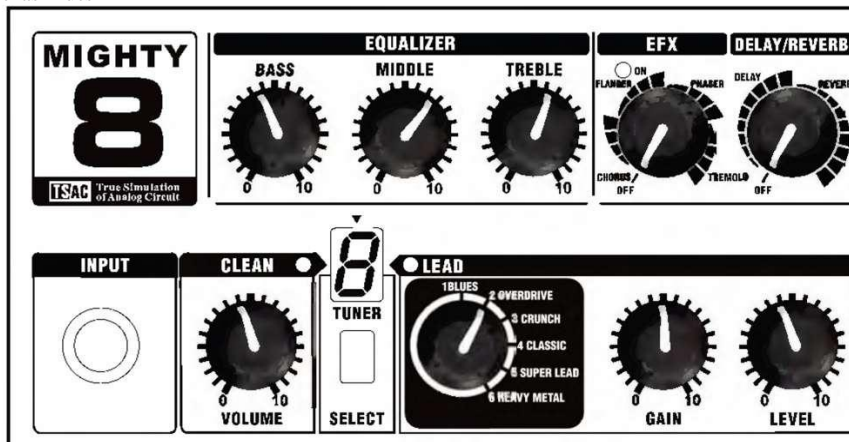 MIGHTY
8
TSAC True Simulation
of Analog Circuit
EQUALIZER
BASS MIDDLE TREBLE
0 10 0 10 0 10
EFX
ON
FLANGER PHASER
CHORUS TREMOLO
OFF
DELAY/REVERB
DELAY REVERB
OFF
INPUT
CLEAN
0 10
VOLUME
8
TUNER
SELECT
LEAD
1 BLUES
2 OVERDRIVE
3 CRUNCH
4 CLASSIC
5 SUPER LEAD
6 HEAVY METAL
0 10
GAIN
0 10
LEVEL